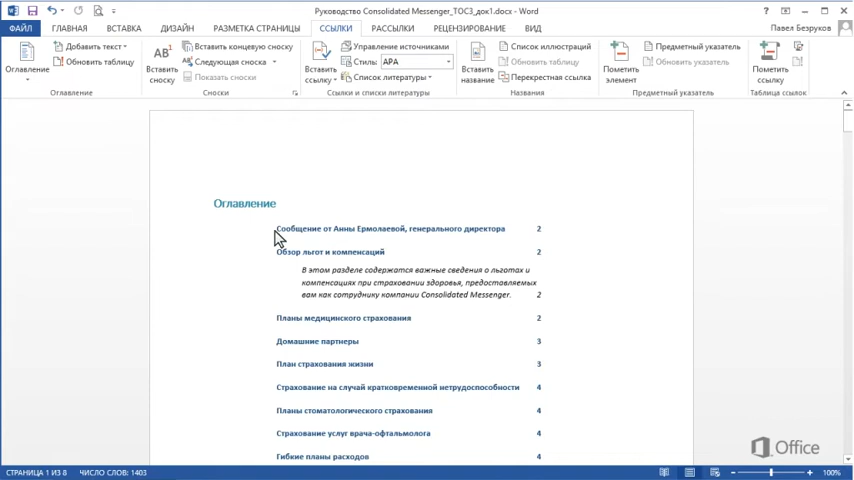 Руководство Consolidated Messenger_TOC3_док1.docx - Word
ФАЙЛ ГЛАВНАЯ ВСТАВКА ДИЗАЙН РАЗМЕТКА СТРАНИЦЫ ССЫЛКИ РАССЫЛКИ РЕЦЕНЗИРОВАНИЕ ВИД Павел Безруков
Оглавление
Добавить текст
Обновить таблицу
Оглавление
AB¹
Вставить сноску
Вставить концевую сноску
Следующая сноска
Показать сноски
Сноски
Вставить ссылку
Управление источниками
Стиль: APA
Список литературы
Ссылки и списки литературы
Вставить название
Список иллюстраций
Обновить таблицу
Перекрестная ссылка
Названия
Пометить элемент
Предметный указатель
Обновить указатель
Предметный указатель
Пометить ссылку
Таблица ссылок
Оглавление
Сообщение от Анны Ермолаевой, генерального директора 2
Обзор льгот и компенсаций 2
В этом разделе содержатся важные сведения о льготах и
компенсациях при страховании здоровья, предоставляемых
вам как сотруднику компании Consolidated Messenger. 2
Планы медицинского страхования 2
Домашние партнеры 3
План страхования жизни 3
Страхование на случай кратковременной нетрудоспособности 4
Планы стоматологического страхования 4
Страхование услуг врача-офтальмолога 4
Гибкие планы расходов 4
Office
СТРАНИЦА 1 ИЗ 8 ЧИСЛО СЛОВ: 1403 100%